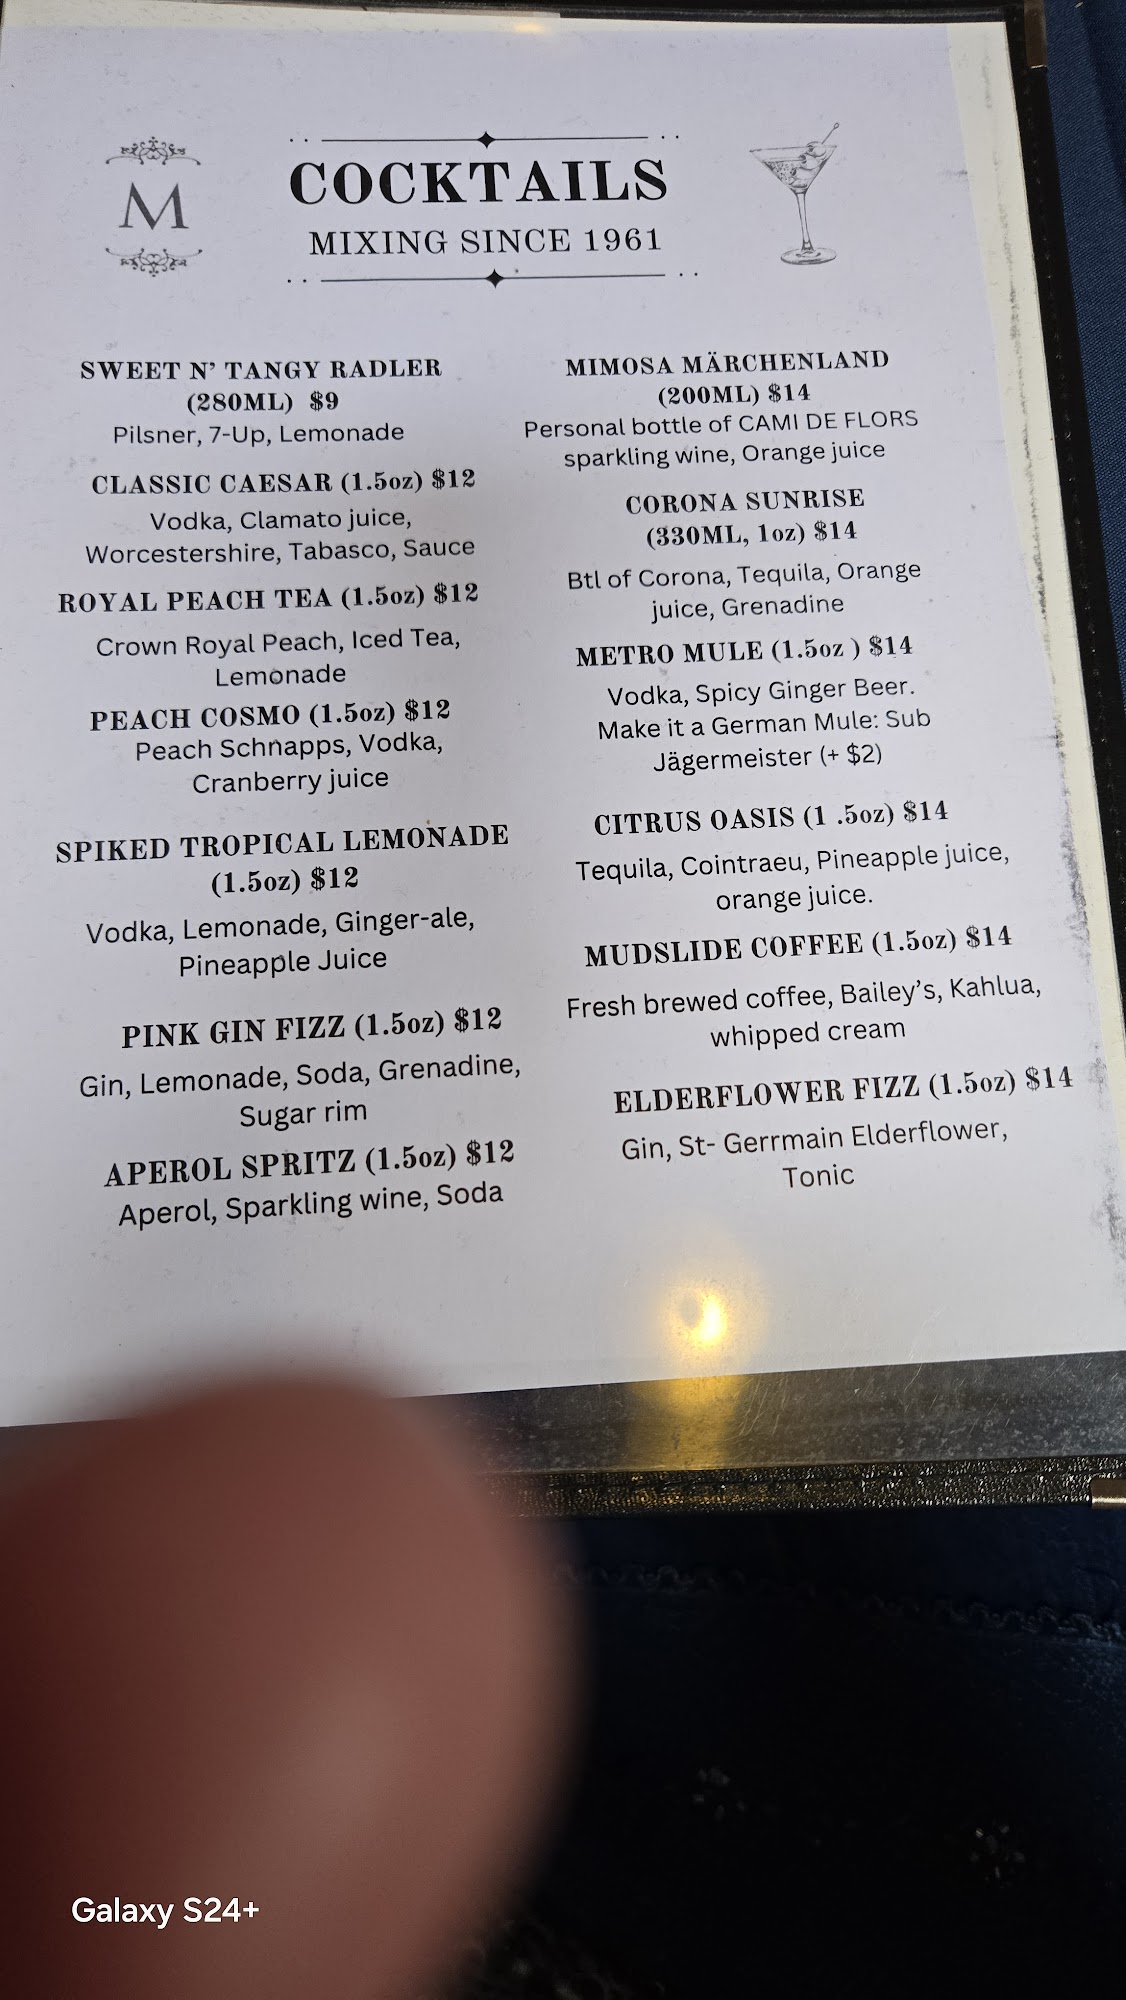 M
COCKTAILS
MIXING SINCE 1961
SWEET N' TANGY RADLER
(280ML) $9
Pilsner, 7-Up, Lemonade
CLASSIC CAESAR (1.5oz) $12
Vodka, Clamato juice,
Worcestershire, Tabasco, Sauce
ROYAL PEACH TEA (1.5oz) $12
Crown Royal Peach, Iced Tea,
Lemonade
PEACH COSMO (1.5oz) $12
Peach Schnapps, Vodka,
Cranberry juice
SPIKED TROPICAL LEMONADE
(1.5oz) $12
Vodka, Lemonade, Ginger-ale,
Pineapple Juice
PINK GIN FIZZ (1.5oz) $12
Gin, Lemonade, Soda, Grenadine,
Sugar rim
APEROL SPRITZ (1.5oz) $12
Aperol, Sparkling wine, Soda
MIMOSA MÄRCHENLAND
(200ML) $14
Personal bottle of CAMI DE FLORS
sparkling wine, Orange juice
CORONA SUNRISE
(330ML, 1oz) $14
Btl of Corona, Tequila, Orange
juice, Grenadine
METRO MULE (1.5oz ) $14
Vodka, Spicy Ginger Beer.
Make it a German Mule: Sub
Jägermeister (+ $2)
CITRUS OASIS (1 .5oz) $14
Tequila, Cointraeu, Pineapple juice,
orange juice.
MUDSLIDE COFFEE (1.5oz) $14
Fresh brewed coffee, Bailey's, Kahlua,
whipped cream
ELDERFLOWER FIZZ (1.5oz) $14
Gin, St- Gerrmain Elderflower,
Tonic
Galaxy S24+